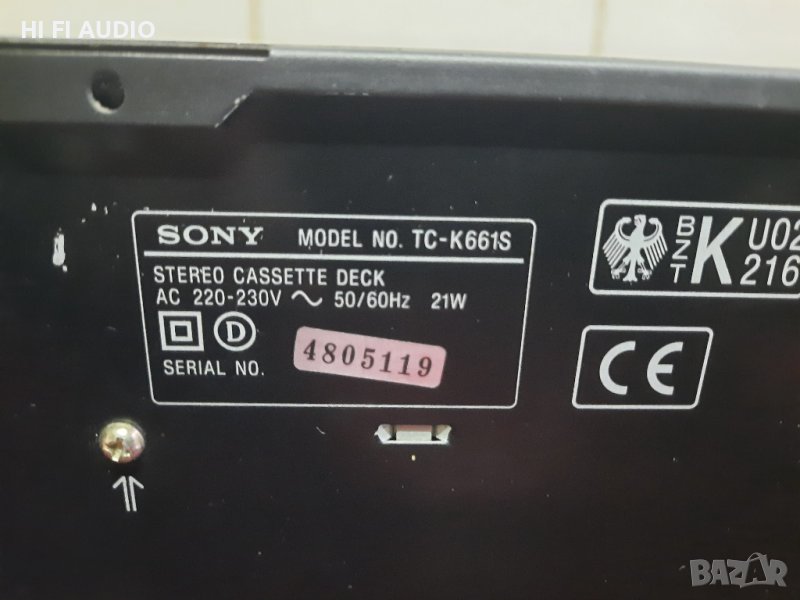 HI FI AUDIO
SONY MODEL NO. TC-K661S
STEREO CASSETTE DECK
AC 220-230V ~ 50/60Hz 21W
D
SERIAL NO. 4805119
BZT K U02
216
CE
BAZAR